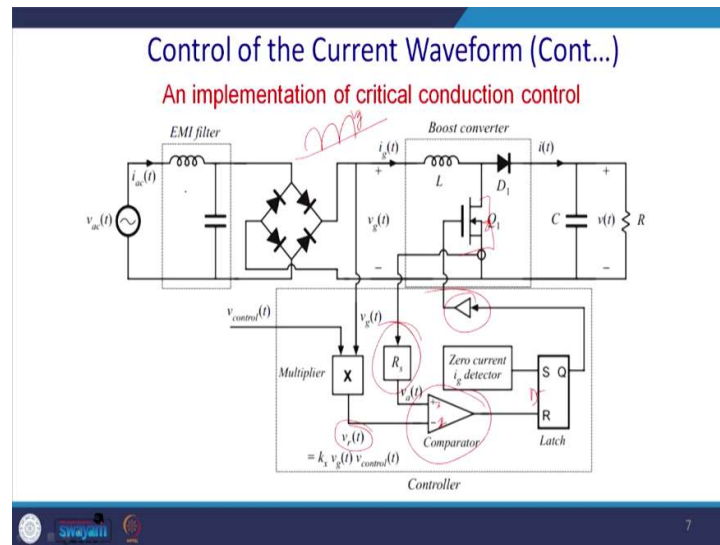 Control of the Current Waveform (Cont...)
An implementation of critical conduction control
EMI filter
Boost converter
i_ac(t)
i_g(t)
i(t)
L
D₁
v_ac(t)
+
v_g(t)
–
Q₁
C
+
v(t)
–
R
v_control(t)
v_g(t)
Multiplier
X
R_s
Zero current
i_g detector
S Q
R
Latch
v_a(t)
+
–
Comparator
v_r(t)
= k_x v_g(t) v_control(t)
Controller
swayam
7